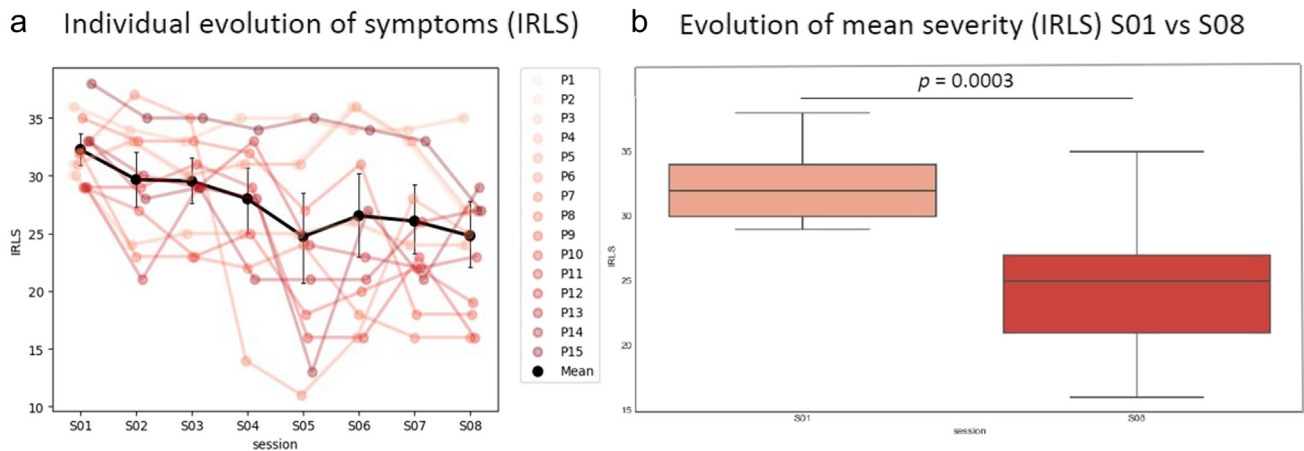 a Individual evolution of symptoms (IRLS)
35
30
25
20
15
10
IRLS
S01 S02 S03 S04 S05 S06 S07 S08
session
P1
P2
P3
P4
P5
P6
P7
P8
P9
P10
P11
P12
P13
P14
P15
Mean
b Evolution of mean severity (IRLS) S01 vs S08
p = 0.0003
35
30
25
20
15
IRLS
S01 S08
session